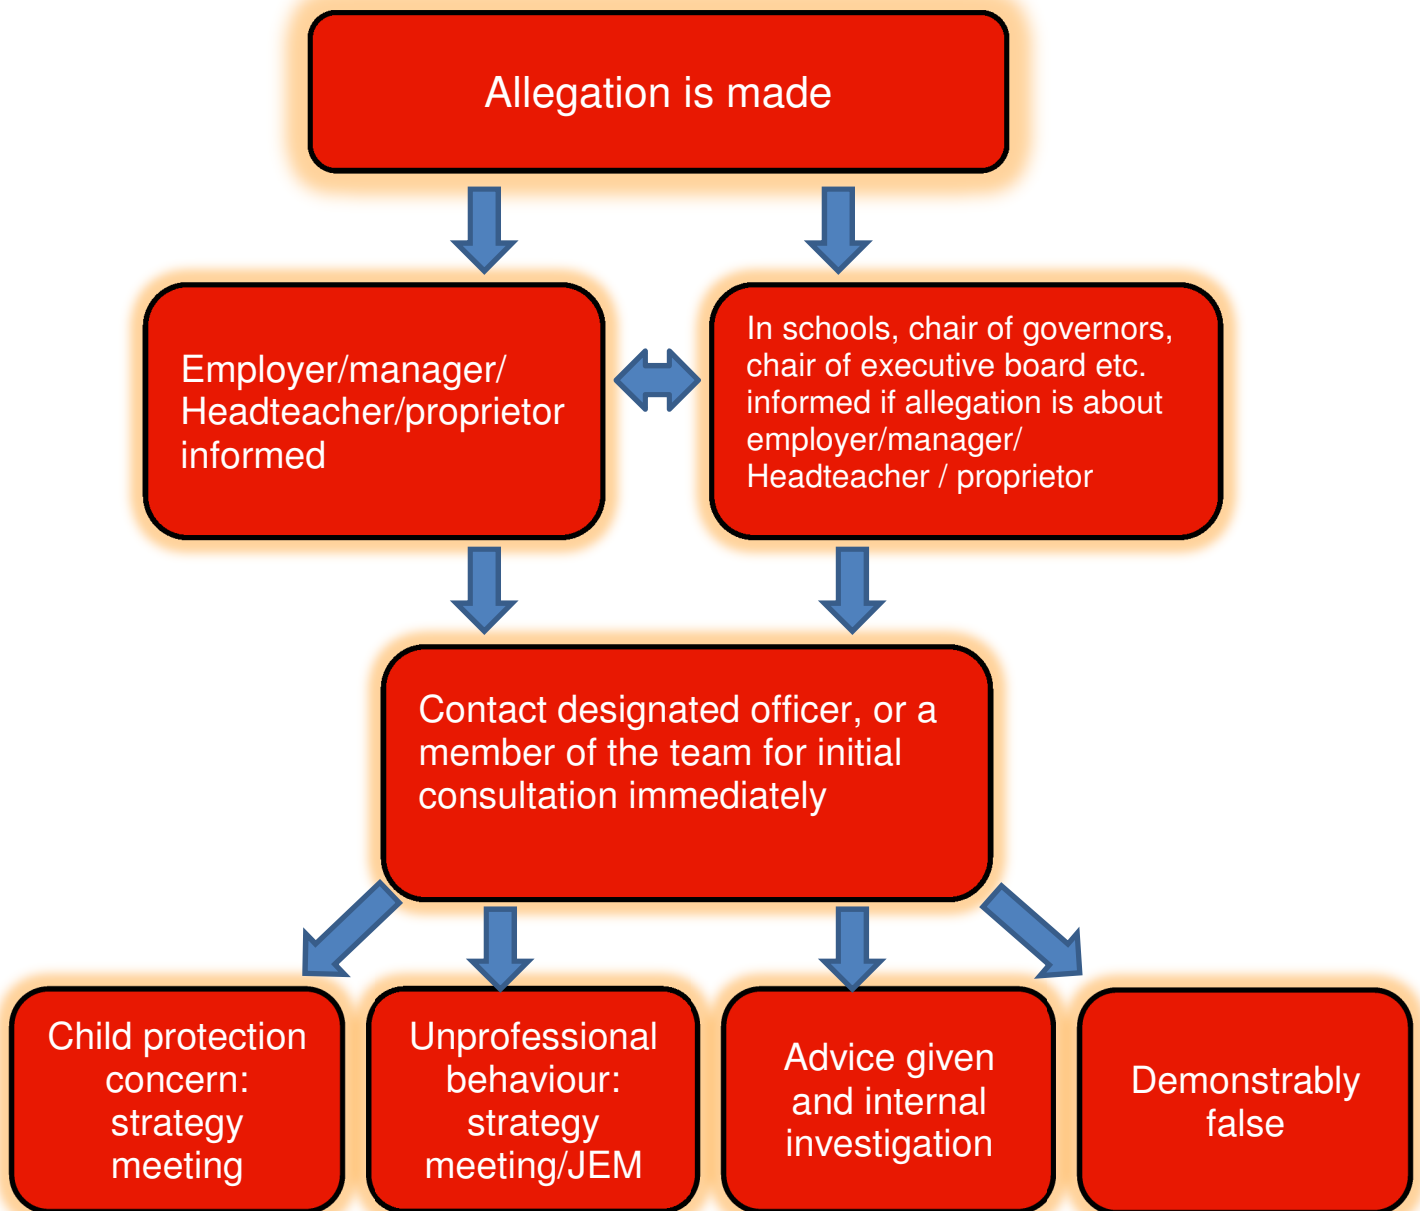 Allegation is made
Employer/manager/
Headteacher/proprietor
informed
In schools, chair of governors,
chair of executive board etc.
informed if allegation is about
employer/manager/
Headteacher / proprietor
Contact designated officer, or a
member of the team for initial
consultation immediately
Child protection
concern:
strategy
meeting
Unprofessional
behaviour:
strategy
meeting/JEM
Advice given
and internal
investigation
Demonstrably
false